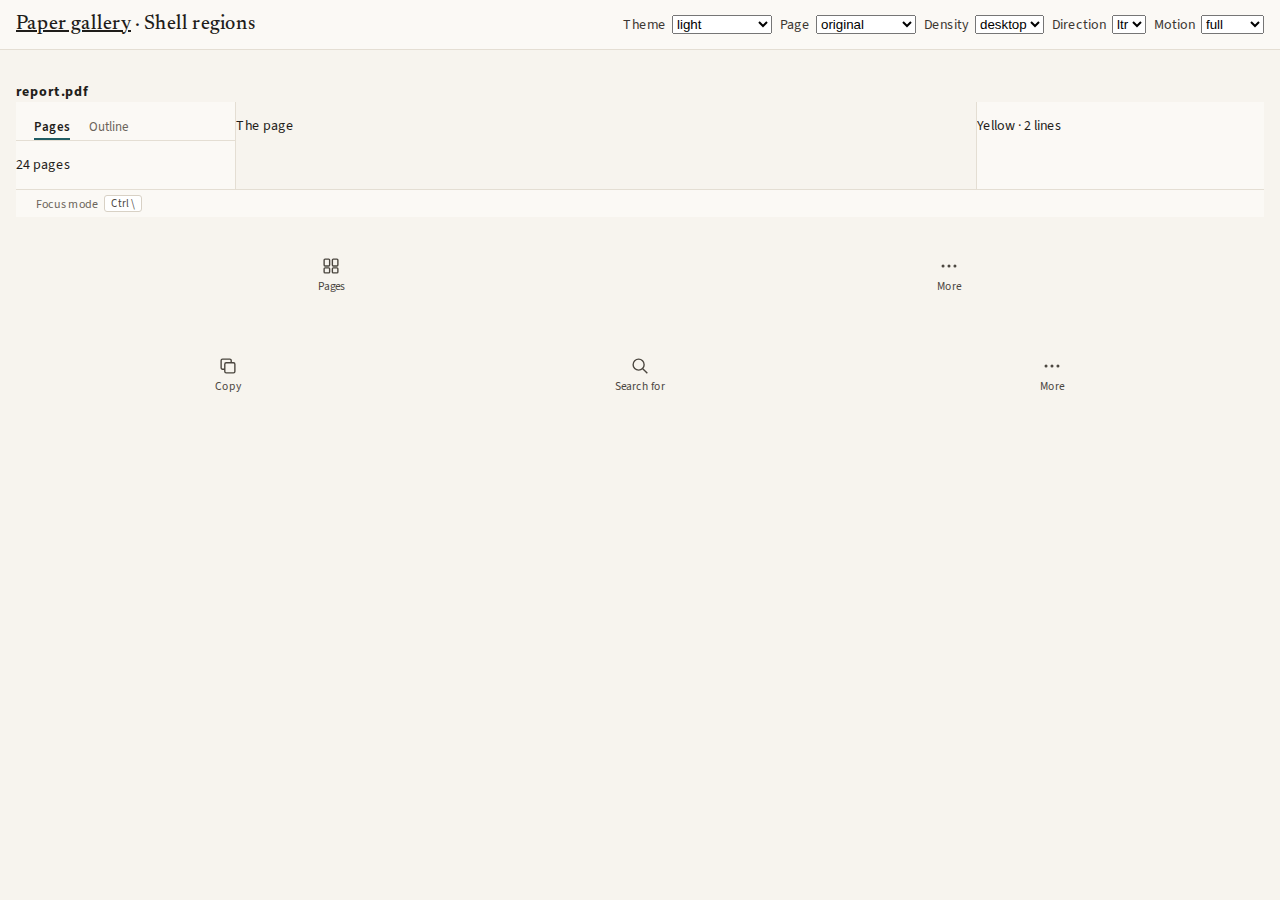 Paper gallery · Shell regions
Theme light Page original Density desktop Direction ltr Motion full
report.pdf
Pages Outline
24 pages
The page
Yellow · 2 lines
Focus mode Ctrl \
Pages
More
Copy
Search for
More